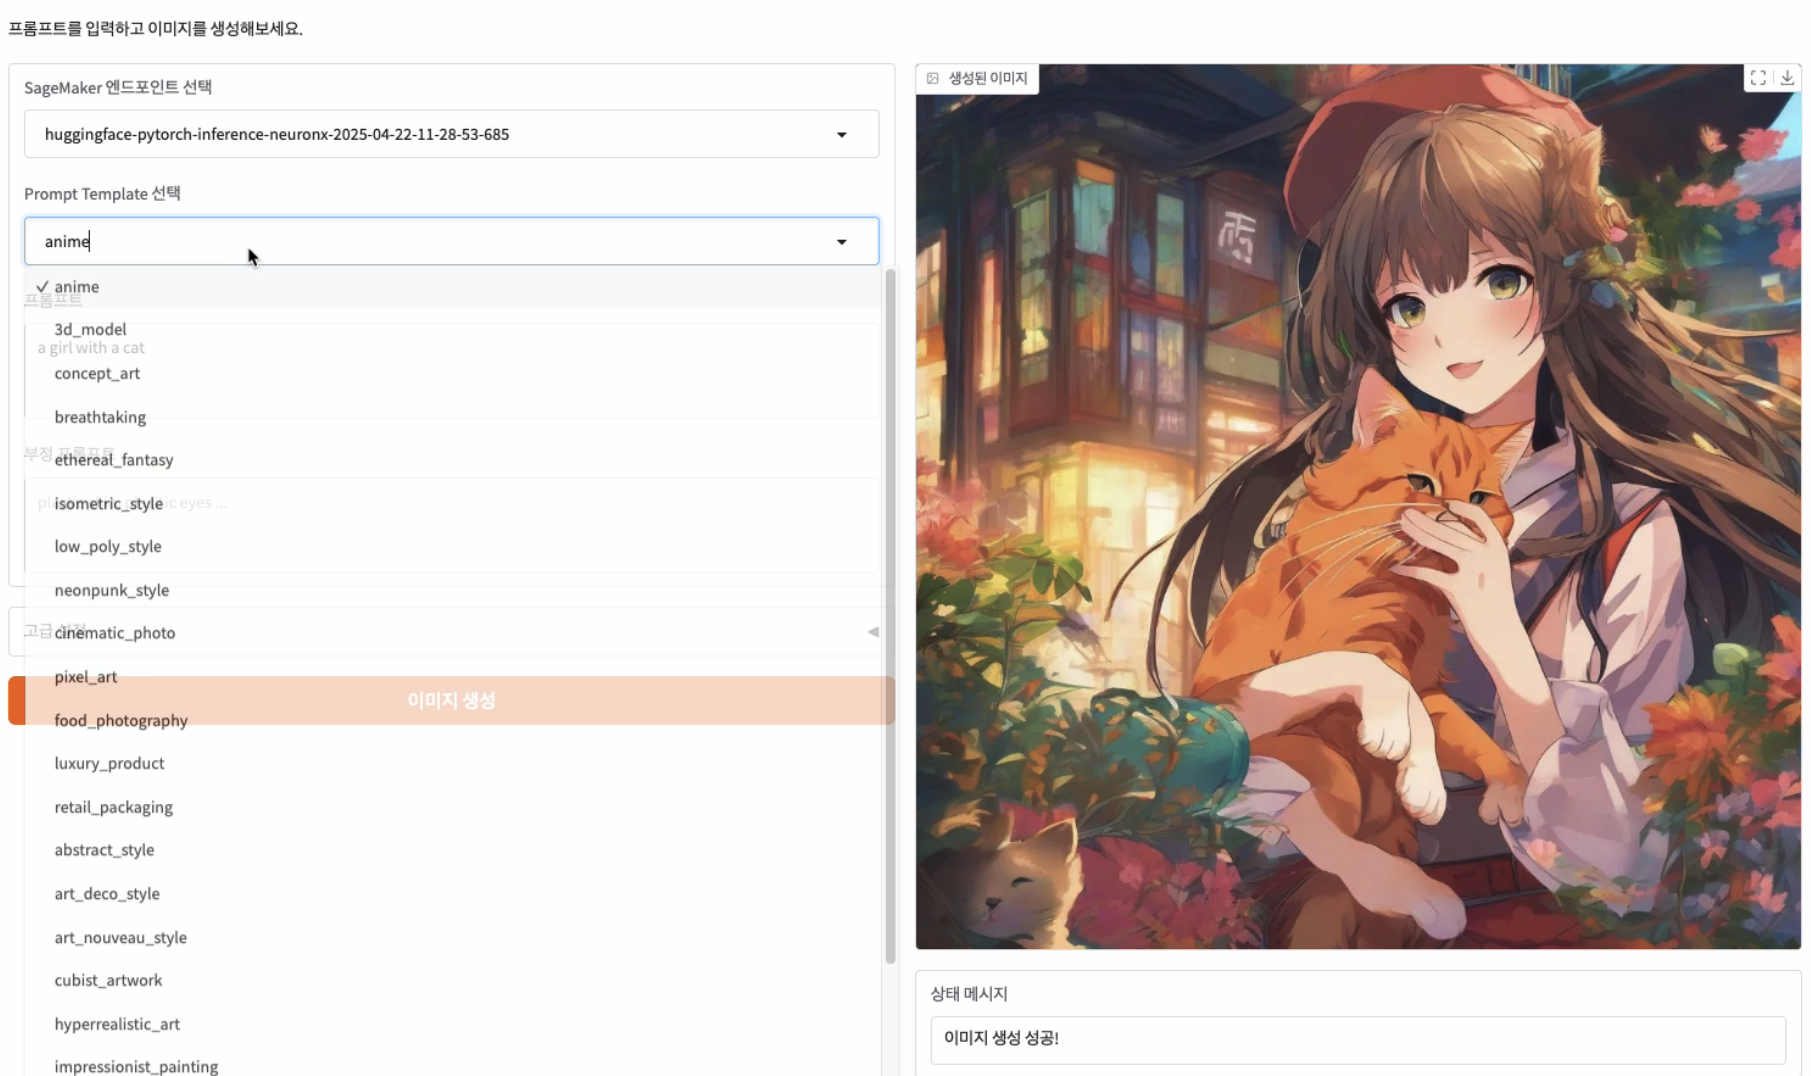 프롬프트를 입력하고 이미지를 생성해보세요.
SageMaker 엔드포인트 선택
huggingface-pytorch-inference-neuronx-2025-04-22-11-28-53-685
Prompt Template 선택
anime
✓ anime
프롬프트
3d_model
a girl with a cat
concept_art
breathtaking
부정 프롬프트
ethereal_fantasy
isometric_style
eyes ...
low_poly_style
neonpunk_style
고급 설정
cinematic_photo
pixel_art
이미지 생성
food_photography
luxury_product
retail_packaging
abstract_style
art_deco_style
art_nouveau_style
cubist_artwork
hyperrealistic_art
impressionist_painting
생성된 이미지
상태 메시지
이미지 생성 성공!